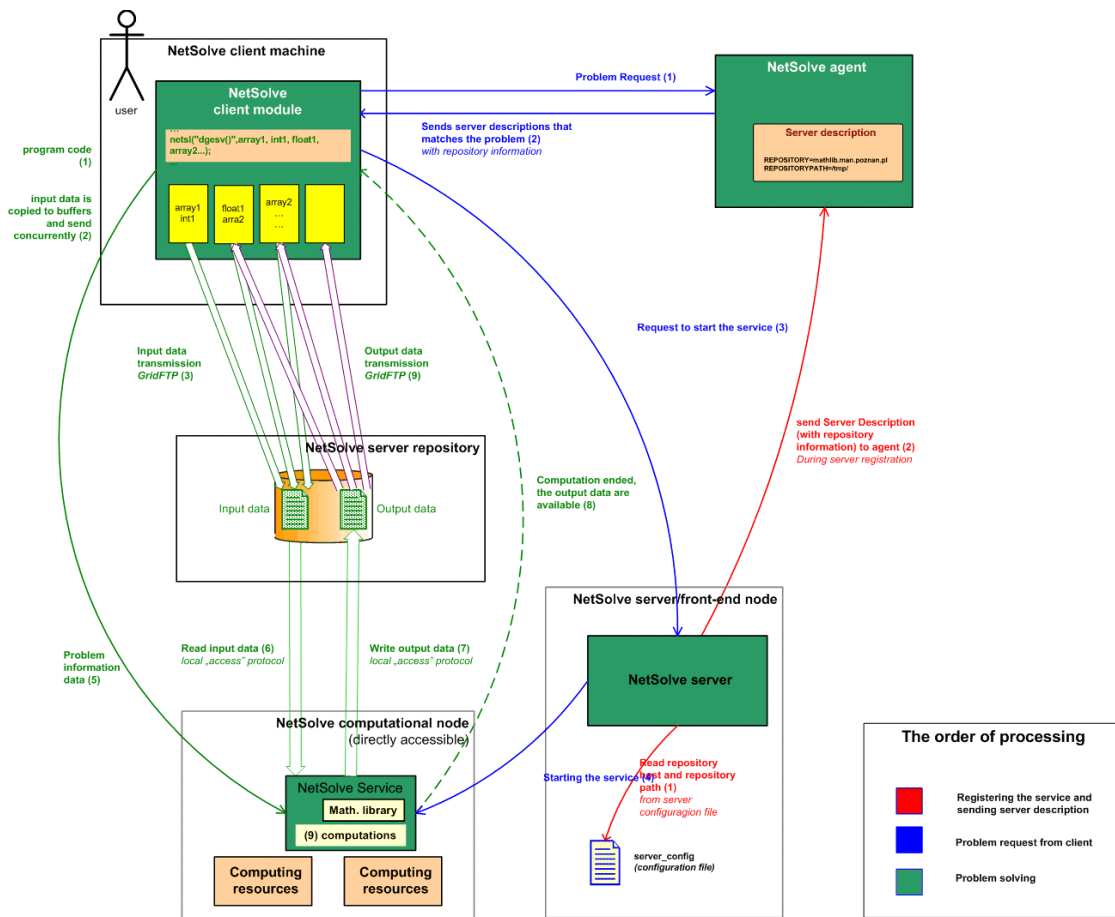 NetSolve client machine
user
NetSolve
client module
...
netsl("dgesv()",array1, int1, float1,
array2...);
...
array1
int1
float1
arra2
array2
...
...
program code
(1)
input data is
copied to buffers
and send
concurrently (2)
Problem Request (1)
Sends server descriptions that
matches the problem (2)
with repository information
NetSolve agent
Server description
REPOSITORY=mathlib.man.poznan.pl
REPOSITORYPATH=/tmp/
Request to start the service (3)
Input data
transmission
GridFTP (3)
Output data
transmission
GridFTP (9)
send Server Description
(with repository
information) to agent (2)
During server registration
NetSolve server repository
Input data
Output data
Computation ended,
the output data are
available (8)
Problem
information
data (5)
Read input data (6)
local „access” protocol
Write output data (7)
local „access” protocol
NetSolve server/front-end node
NetSolve server
NetSolve computational node
(directly accessible)
NetSolve Service
Math. library
(9) computations
Computing
resources
Computing
resources
Starting the service (4)
Read repository
host and repository
path (1)
from server
configuragion file
server_config
(configuration file)
The order of processing
Registering the service and
sending server description
Problem request from client
Problem solving